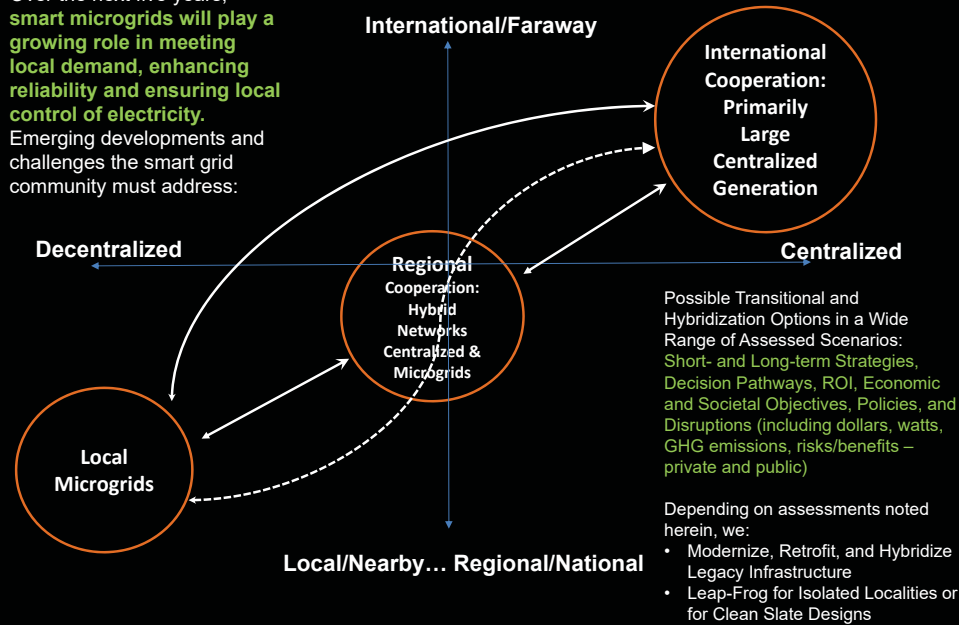 Over the next five years,
smart microgrids will play a
growing role in meeting
local demand, enhancing
reliability and ensuring local
control of electricity.
Emerging developments and
challenges the smart grid
community must address:
International/Faraway
International
Cooperation:
Primarily
Large
Centralized
Generation
Decentralized
Centralized
Regional
Cooperation:
Hybrid
Networks
Centralized &
Microgrids
Local
Microgrids
Local/Nearby… Regional/National
Possible Transitional and
Hybridization Options in a Wide
Range of Assessed Scenarios:
Short- and Long-term Strategies,
Decision Pathways, ROI, Economic
and Societal Objectives, Policies, and
Disruptions (including dollars, watts,
GHG emissions, risks/benefits –
private and public)
Depending on assessments noted
herein, we:
• Modernize, Retrofit, and Hybridize
Legacy Infrastructure
• Leap-Frog for Isolated Localities or
for Clean Slate Designs